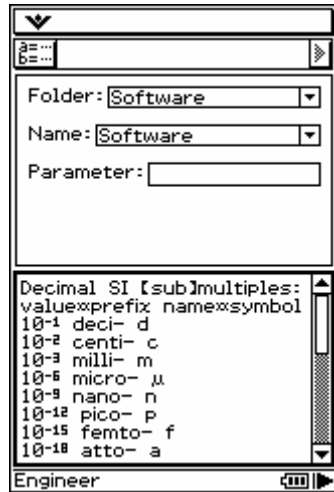 Folder: Software
Name: Software
Parameter:
Decimal SI [sub]multiples:
value»prefix name»symbol
10⁻¹ deci- d
10⁻² centi- c
10⁻³ milli- m
10⁻⁶ micro- μ
10⁻⁹ nano- n
10⁻¹² pico- p
10⁻¹⁵ femto- f
10⁻¹⁸ atto- a
Engineer